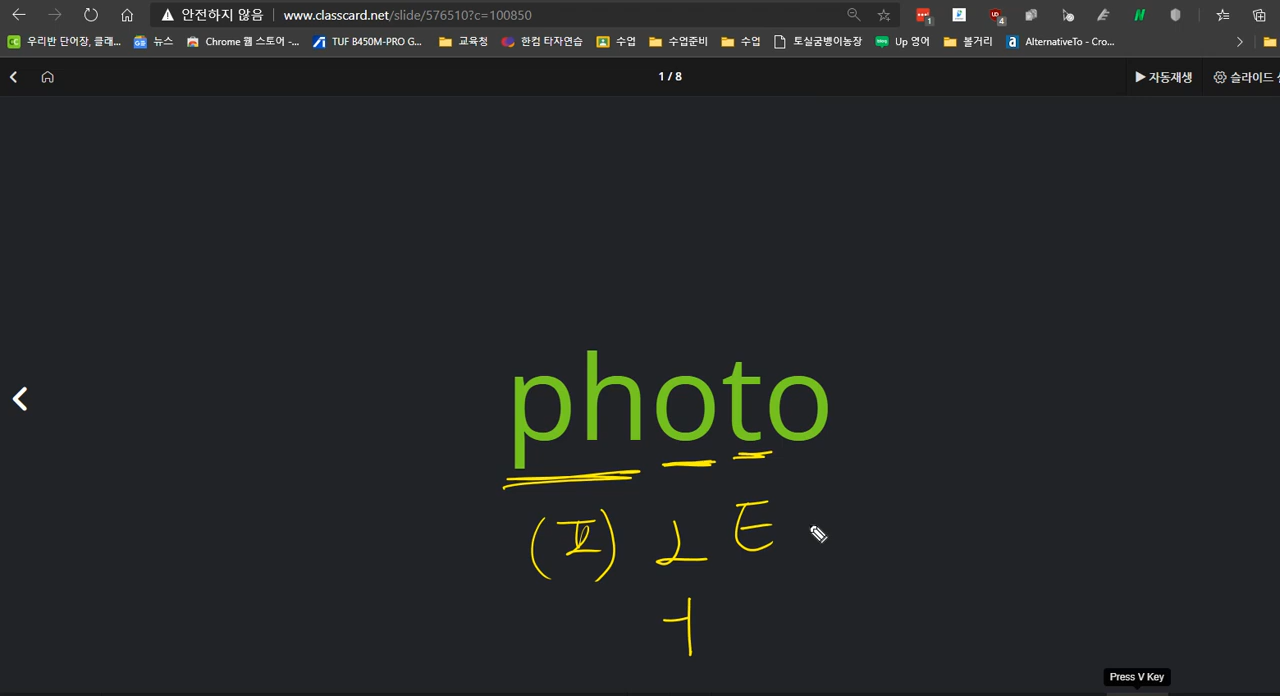 안전하지 않음 www.classcard.net/slide/576510?c=100850
우리반 단어장, 클래... 뉴스 Chrome 웹 스토어 -... TUF B450M-PRO G... 교육청 한컴 타자연습 수업 수업준비 수업 토실굼벵이농장 Up 영어 볼거리 AlternativeTo - Cro...
1 / 8 자동재생 슬라이드
photo
ㅗ ㅌ
ㅓ
Press V Key